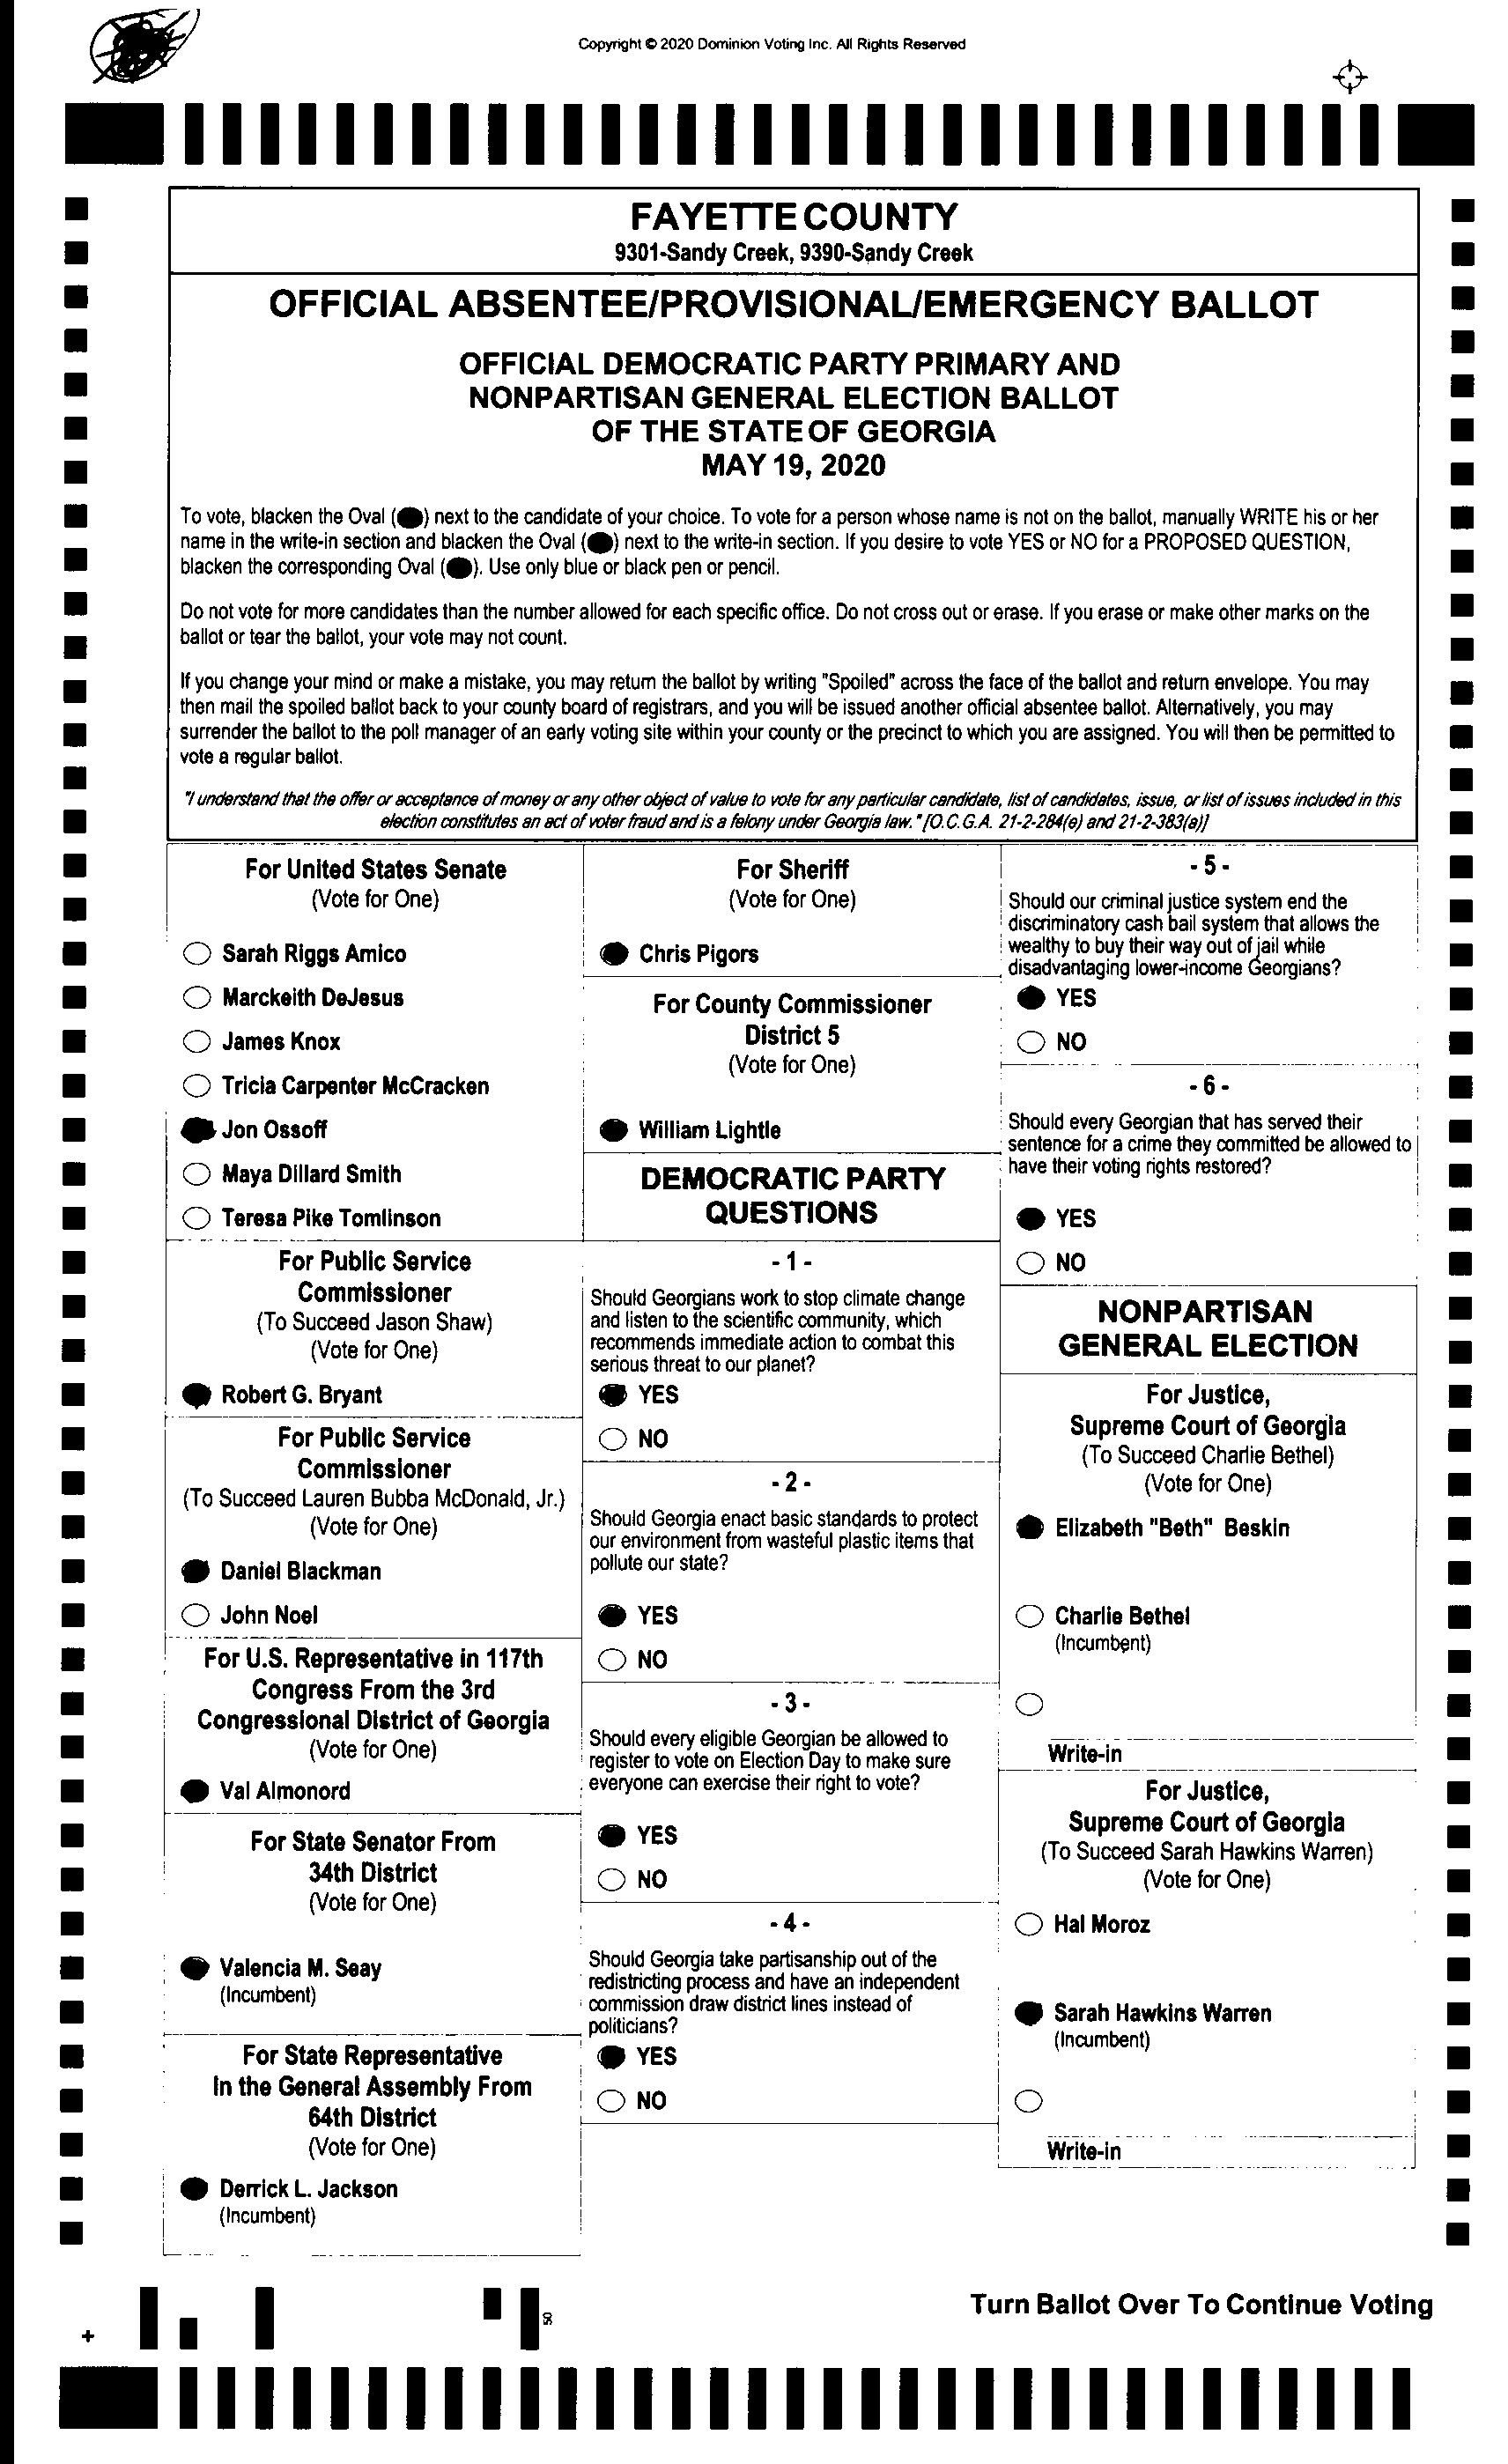 Copyright © 2020 Dominion Voting Inc. All Rights Reserved
FAYETTE COUNTY
9301-Sandy Creek, 9390-Sandy Creek
OFFICIAL ABSENTEE/PROVISIONAL/EMERGENCY BALLOT
OFFICIAL DEMOCRATIC PARTY PRIMARY AND
NONPARTISAN GENERAL ELECTION BALLOT
OF THE STATE OF GEORGIA
MAY 19, 2020
To vote, blacken the Oval (⬬) next to the candidate of your choice. To vote for a person whose name is not on the ballot, manually WRITE his or her
name in the write-in section and blacken the Oval (⬬) next to the write-in section. If you desire to vote YES or NO for a PROPOSED QUESTION,
blacken the corresponding Oval (⬬). Use only blue or black pen or pencil.
Do not vote for more candidates than the number allowed for each specific office. Do not cross out or erase. If you erase or make other marks on the
ballot or tear the ballot, your vote may not count.
If you change your mind or make a mistake, you may return the ballot by writing "Spoiled" across the face of the ballot and return envelope. You may
then mail the spoiled ballot back to your county board of registrars, and you will be issued another official absentee ballot. Alternatively, you may
surrender the ballot to the poll manager of an early voting site within your county or the precinct to which you are assigned. You will then be permitted to
vote a regular ballot.
"I understand that the offer or acceptance of money or any other object of value to vote for any particular candidate, list of candidates, issue, or list of issues included in this
election constitutes an act of voter fraud and is a felony under Georgia law." [O.C.G.A. 21-2-284(e) and 21-2-383(a)]
For United States Senate
(Vote for One)
Sarah Riggs Amico
Marckeith DeJesus
James Knox
Tricia Carpenter McCracken
Jon Ossoff
Maya Dillard Smith
Teresa Pike Tomlinson
For Public Service
Commissioner
(To Succeed Jason Shaw)
(Vote for One)
Robert G. Bryant
For Public Service
Commissioner
(To Succeed Lauren Bubba McDonald, Jr.)
(Vote for One)
Daniel Blackman
John Noel
For U.S. Representative in 117th
Congress From the 3rd
Congressional District of Georgia
(Vote for One)
Val Almonord
For State Senator From
34th District
(Vote for One)
Valencia M. Seay
(Incumbent)
For State Representative
In the General Assembly From
64th District
(Vote for One)
Derrick L. Jackson
(Incumbent)
For Sheriff
(Vote for One)
Chris Pigors
For County Commissioner
District 5
(Vote for One)
William Lightle
DEMOCRATIC PARTY
QUESTIONS
- 1 -
Should Georgians work to stop climate change
and listen to the scientific community, which
recommends immediate action to combat this
serious threat to our planet?
YES
NO
- 2 -
Should Georgia enact basic standards to protect
our environment from wasteful plastic items that
pollute our state?
YES
NO
- 3 -
Should every eligible Georgian be allowed to
register to vote on Election Day to make sure
everyone can exercise their right to vote?
YES
NO
- 4 -
Should Georgia take partisanship out of the
redistricting process and have an independent
commission draw district lines instead of
politicians?
YES
NO
- 5 -
Should our criminal justice system end the
discriminatory cash bail system that allows the
wealthy to buy their way out of jail while
disadvantaging lower-income Georgians?
YES
NO
- 6 -
Should every Georgian that has served their
sentence for a crime they committed be allowed to
have their voting rights restored?
YES
NO
NONPARTISAN
GENERAL ELECTION
For Justice,
Supreme Court of Georgia
(To Succeed Charlie Bethel)
(Vote for One)
Elizabeth "Beth" Beskin
Charlie Bethel
(Incumbent)
Write-in
For Justice,
Supreme Court of Georgia
(To Succeed Sarah Hawkins Warren)
(Vote for One)
Hal Moroz
Sarah Hawkins Warren
(Incumbent)
Write-in
Turn Ballot Over To Continue Voting